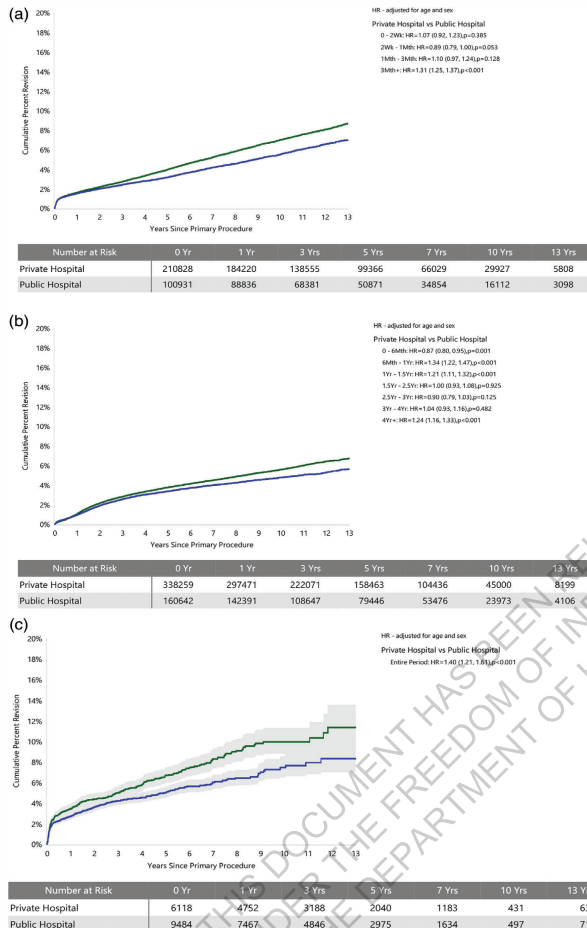 (a)
20%
18%
16%
14%
12%
10%
8%
6%
4%
2%
0%
Cumulative Percent Revision
0 1 2 3 4 5 6 7 8 9 10 11 12 13
Years Since Primary Procedure
HR - adjusted for age and sex
Private Hospital vs Public Hospital
0 - 2Wk: HR=1.07 (0.92, 1.23),p=0.385
2Wk - 1Mth: HR=0.89 (0.79, 1.00),p=0.053
1Mth - 3Mth: HR=1.10 (0.97, 1.24),p=0.128
3Mth+: HR=1.31 (1.25, 1.37),p<0.001
Number at Risk 0 Yr 1 Yr 3 Yrs 5 Yrs 7 Yrs 10 Yrs 13 Yrs
Private Hospital 210828 184220 138555 99366 66029 29927 5808
Public Hospital 100931 88836 68381 50871 34854 16112 3098
(b)
20%
18%
16%
14%
12%
10%
8%
6%
4%
2%
0%
Cumulative Percent Revision
0 1 2 3 4 5 6 7 8 9 10 11 12 13
Years Since Primary Procedure
HR - adjusted for age and sex
Private Hospital vs Public Hospital
0 - 6Mth: HR=0.87 (0.80, 0.95),p=0.001
6Mth - 1Yr: HR=1.34 (1.22, 1.47),p<0.001
1Yr - 1.5Yr: HR=1.21 (1.11, 1.32),p<0.001
1.5Yr - 2.5Yr: HR=1.00 (0.93, 1.08),p=0.925
2.5Yr - 3Yr: HR=0.90 (0.79, 1.03),p=0.125
3Yr - 4Yr: HR=1.04 (0.93, 1.16),p=0.482
4Yr+: HR=1.24 (1.16, 1.33),p<0.001
Number at Risk 0 Yr 1 Yr 3 Yrs 5 Yrs 7 Yrs 10 Yrs 13 Yrs
Private Hospital 338259 297471 222071 158463 104436 45000 8199
Public Hospital 160642 142391 108647 79446 53476 23973 4106
(c)
20%
18%
16%
14%
12%
10%
8%
6%
4%
2%
0%
Cumulative Percent Revision
0 1 2 3 4 5 6 7 8 9 10 11 12 13
Years Since Primary Procedure
HR - adjusted for age and sex
Private Hospital vs Public Hospital
Entire Period: HR=1.40 (1.21, 1.61),p<0.001
Number at Risk 0 Yr 1 Yr 3 Yrs 5 Yrs 7 Yrs 10 Yrs 13 Y
Private Hospital 6118 4752 3188 2040 1183 431 63
Public Hospital 9484 7467 4846 2975 1634 497 7
THIS DOCUMENT HAS BEEN RE
DER THE FREEDOM OF IN
E DEPARTMENT OF